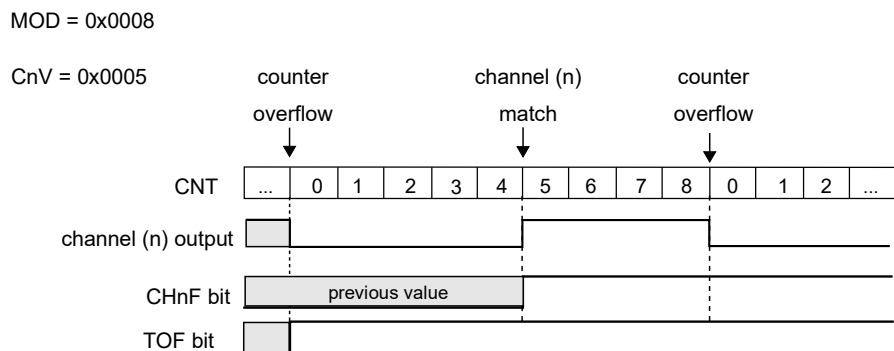 MOD = 0x0008
CnV = 0x0005
counter overflow
channel (n) match
counter overflow
CNT ... 0 1 2 3 4 5 6 7 8 0 1 2 ...
channel (n) output
CHnF bit previous value
TOF bit